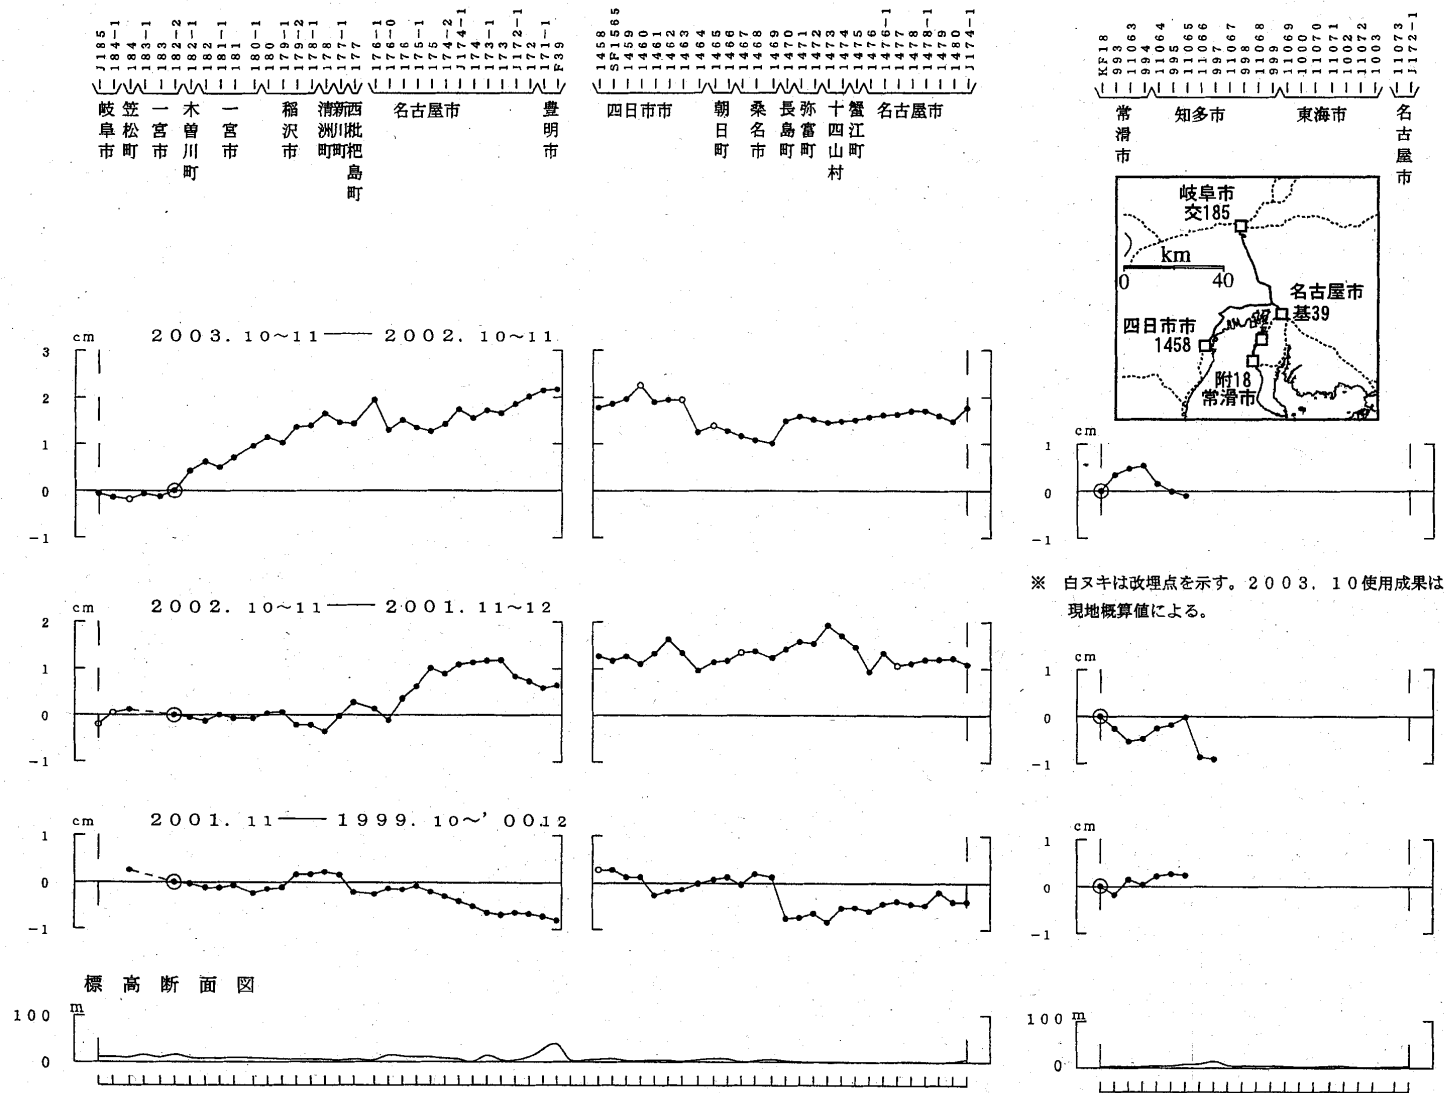 J185
184-1
184
183-1
183
182-2
182-1
182
181-1
181
180-1
180
179-1
179-2
178-1
178
177-1
177
176-1
176-0
176
175-1
175
174-2
J174-1
174
173-1
173
J172-1
172
171-1
F39
岐阜市
笠松町
一宮市
木曽川町
一宮市
稲沢市
清洲町
新川町
西枇杷島町
名古屋市
豊明市
1458
SF1565
1459
1460
1461
1462
1463
1464
1465
1466
1467
1468
1469
1470
1471
1472
1473
1474
1475
1476
1476-1
1477
1478
1478-1
1479
1480
J174-1
四日市市
朝日町
桑名市
長島町
弥富町
十四山村
蟹江町
名古屋市
KF18
993
11063
994
11064
995
11065
11066
997
11067
998
11068
999
11069
1000
11070
11071
1002
11072
1003
11073
J172-1
常滑市
知多市
東海市
名古屋市
岐阜市
交185
km
0 40
名古屋市
基39
四日市市
1458
附18
常滑市
cm
2003.10~11──2002.10~11
3
2
1
0
-1
cm
1
0
-1
※ 白ヌキは改埋点を示す。2003.10使用成果は
現地概算値による。
cm
2002.10~11──2001.11~12
2
1
0
-1
cm
1
0
-1
cm
2001.11──1999.10~'00.12
1
0
-1
cm
1
0
-1
標高断面図
m
100
0
m
100
0